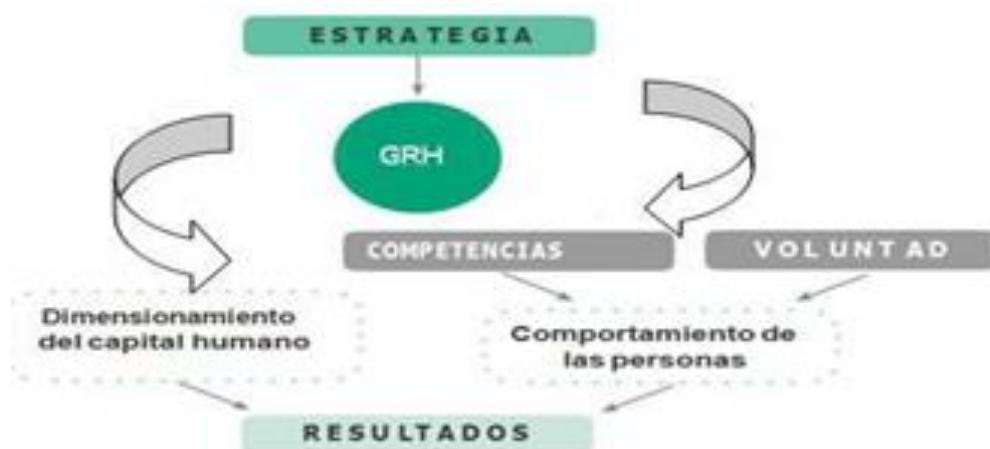 ESTRATEGIA
GRH
COMPETENCIAS
VOLUNTAD
Dimensionamiento
del capital humano
Comportamiento de
las personas
RESULTADOS